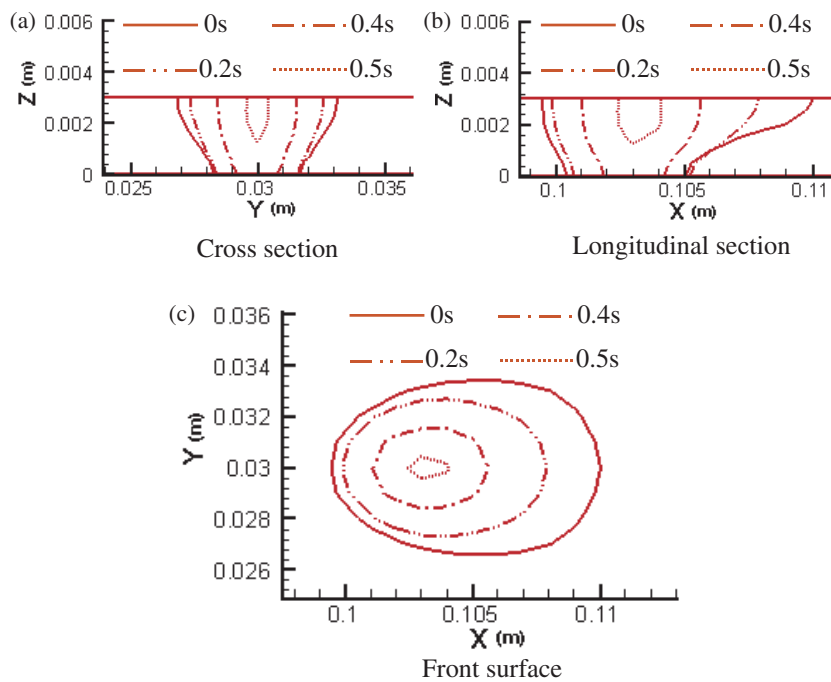 (a)
0.006
0s
0.4s
0.2s
0.5s
0.004
0.002
0
Z (m)
0.025
0.03
0.035
Y (m)
Cross section
(b)
0.006
0s
0.4s
0.2s
0.5s
0.004
0.002
0
Z (m)
0.1
0.105
0.11
X (m)
Longitudinal section
(c)
0.036
0s
0.4s
0.2s
0.5s
0.034
0.032
0.03
0.028
0.026
Y (m)
0.1
0.105
0.11
X (m)
Front surface